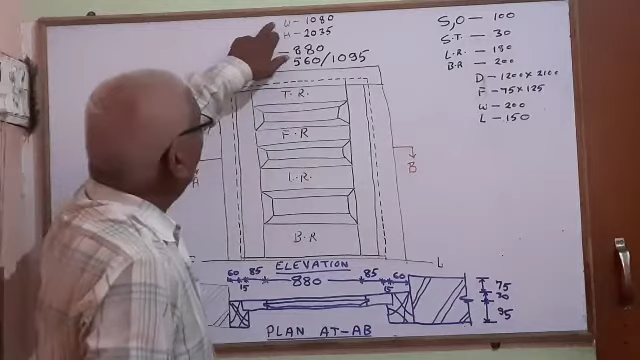 W - 1080
H - 2035
- 880
560/1095
S,O - 100
S.T. - 30
L.R. - 180
B.R - 200
D - 1200 x 2100
F - 75 x 125
W - 200
L - 150
T.R.
F.R
L.R.
B.R
A
B
L
ELEVATION
60 85 880 85 60
15 15
75
30
95
PLAN AT-AB